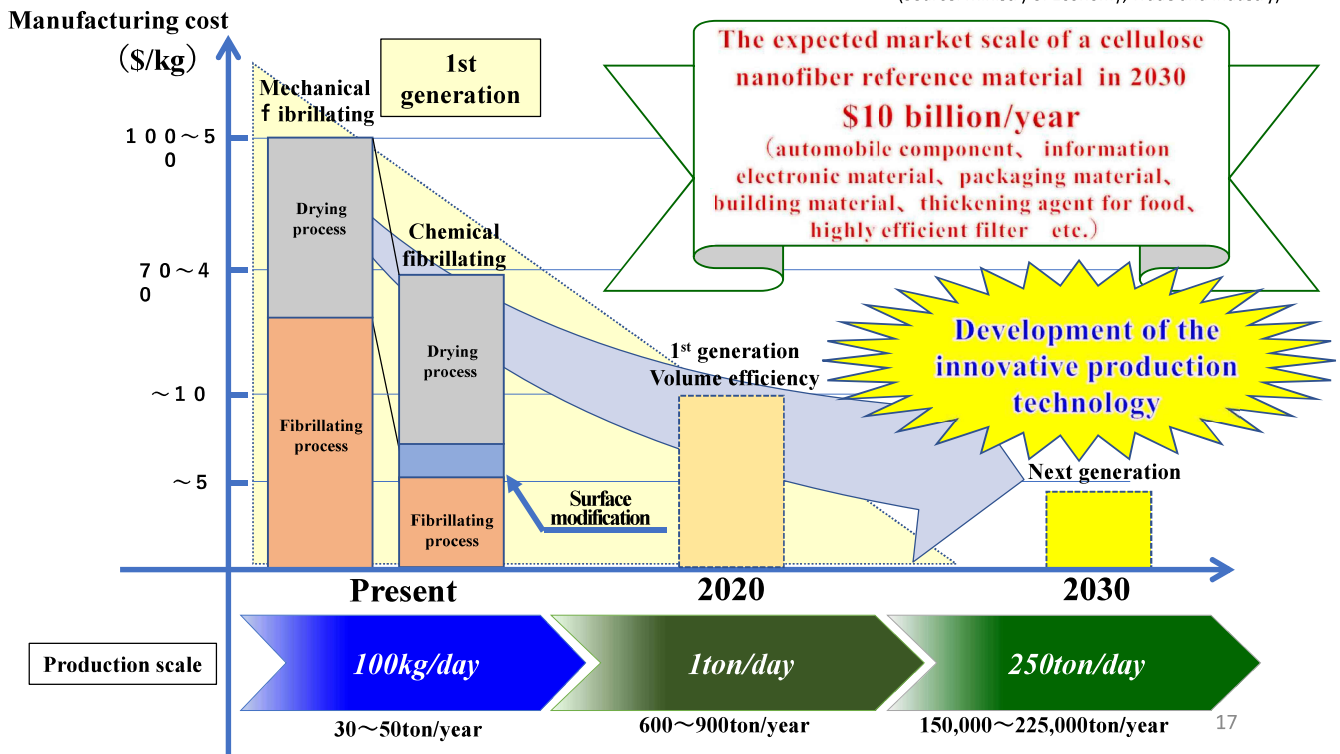 Manufacturing cost
（$/kg）
1st
generation
Mechanical
ｆibrillating
１００～５
０
Drying
process
Fibrillating
process
７０～４
０
～１０
～５
Chemical
fibrillating
Drying
process
Fibrillating
process
Surface
modification
1st generation
Volume efficiency
The expected market scale of a cellulose
nanofiber reference material in 2030
$10 billion/year
（automobile component、 information
electronic material、packaging material、
building material、thickening agent for food、
highly efficient filter　etc.）
Development of the
innovative production
technology
Next generation
Present
2020
2030
Production scale
100kg/day
1ton/day
250ton/day
30～50ton/year
600～900ton/year
150,000～225,000ton/year
17